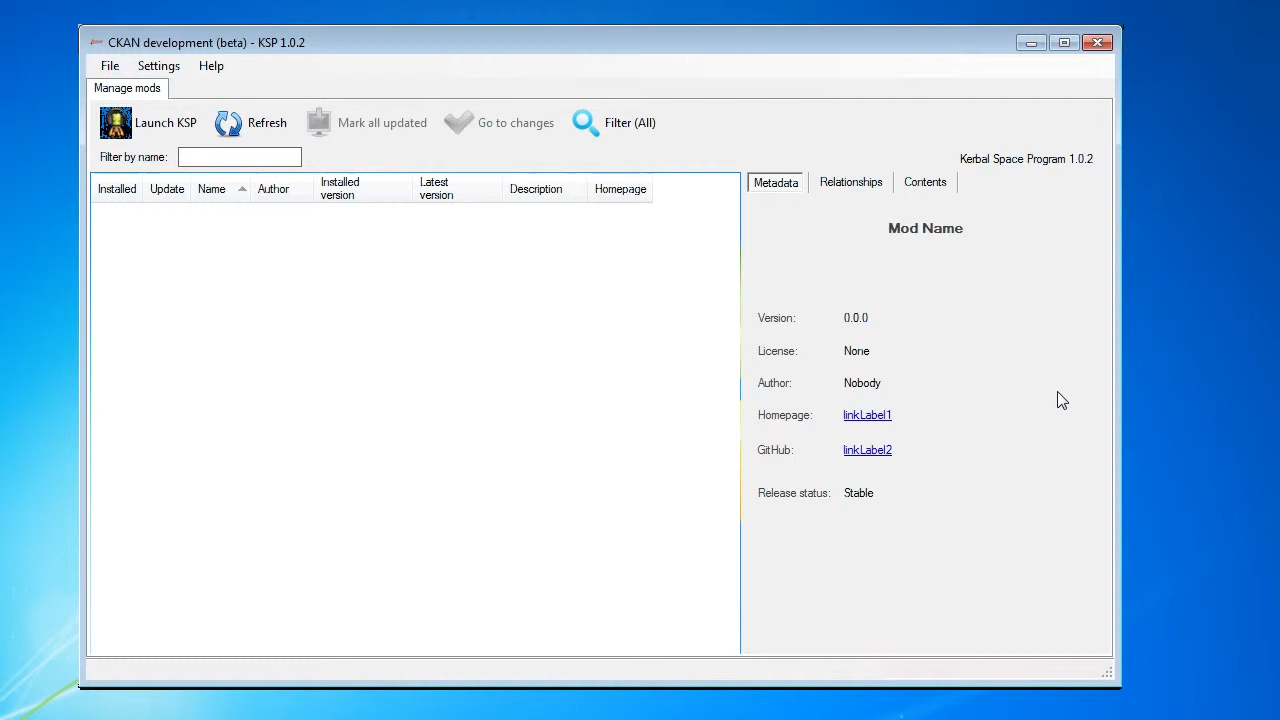 CKAN development (beta) - KSP 1.0.2
File Settings Help
Manage mods
Launch KSP Refresh Mark all updated Go to changes Filter (All)
Filter by name:
Kerbal Space Program 1.0.2
Installed Update Name Author Installed version Latest version Description Homepage
Metadata Relationships Contents
Mod Name
Version: 0.0.0
License: None
Author: Nobody
Homepage: linkLabel1
GitHub: linkLabel2
Release status: Stable